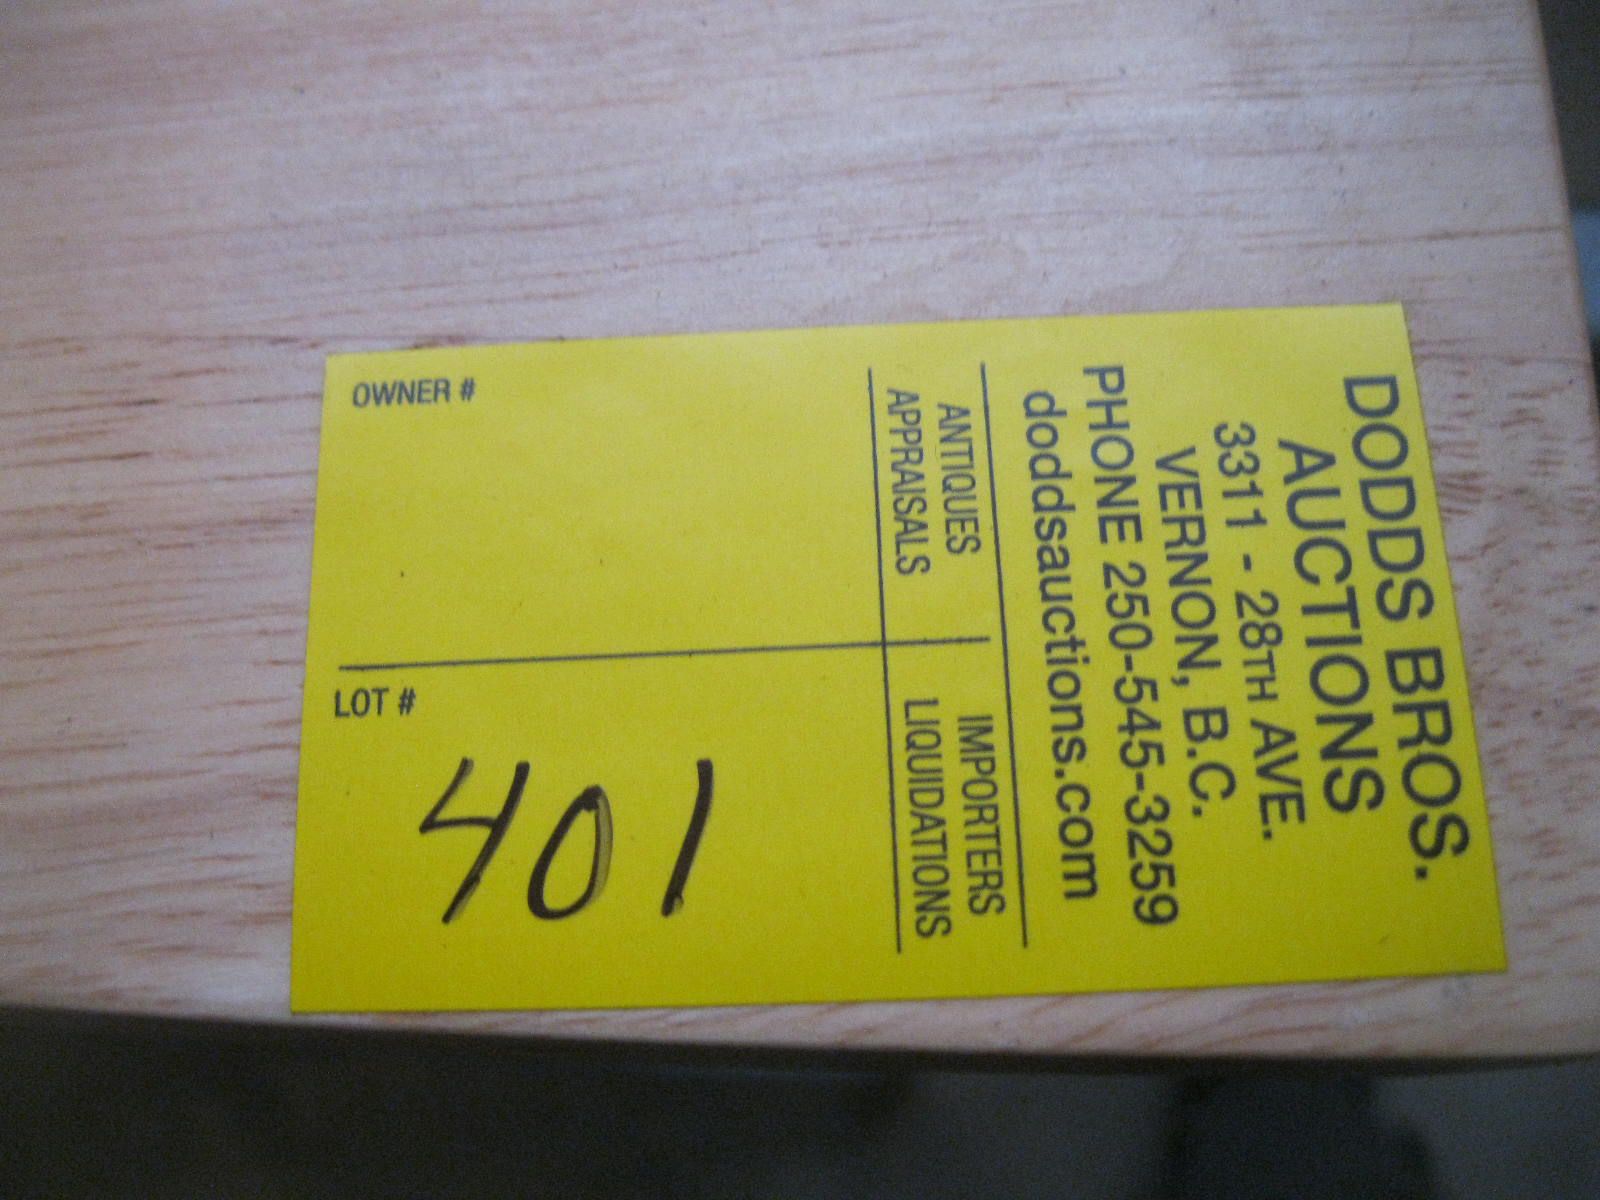 DODDS BROS.
AUCTIONS
3311 - 28TH AVE.
VERNON, B.C.
PHONE 250-545-3259
doddsauctions.com
ANTIQUES
APPRAISALS
IMPORTERS
LIQUIDATIONS
OWNER #
LOT #
401